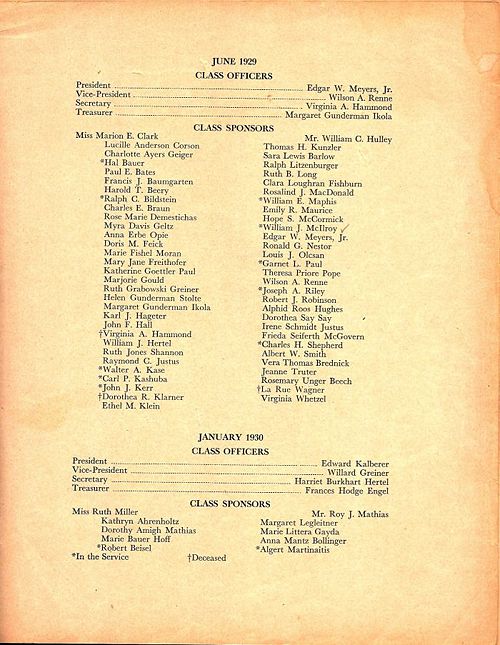 JUNE 1929
CLASS OFFICERS
President ........ Edgar W. Meyers, Jr.
Vice-President ........ Wilson A. Renne
Secretary ........ Virginia A. Hammond
Treasurer ........ Margaret Gunderman Ikola
CLASS SPONSORS
Miss Marion E. Clark
Lucille Anderson Corson
Charlotte Ayers Geiger
*Hal Bauer
Paul E. Bates
Francis J. Baumgarten
Harold T. Beery
*Ralph C. Bildstein
Charles E. Braun
Rose Marie Demestichas
Myra Davis Geltz
Anna Erbe Opie
Doris M. Feick
Marie Fishel Moran
Mary Jane Freithofer
Katherine Goettler Paul
Marjorie Gould
Ruth Grabowski Greiner
Helen Gunderman Stolte
Margaret Gunderman Ikola
Karl J. Hageter
John F. Hall
†Virginia A. Hammond
William J. Hertel
Ruth Jones Shannon
Raymond C. Justus
*Walter A. Kase
*Carl P. Kashuba
*John J. Kerr
†Dorothea R. Klarner
Ethel M. Klein
Mr. William C. Hulley
Thomas H. Kunzler
Sara Lewis Barlow
Ralph Litzenburger
Ruth B. Long
Clara Loughran Fishburn
Rosalind J. MacDonald
*William E. Maphis
Emily R. Maurice
Hope S. McCormick
*William J. McIlroy
Edgar W. Meyers, Jr.
Ronald G. Nestor
Louis J. Olcsan
*Garnet L. Paul
Theresa Priore Pope
Wilson A. Renne
*Joseph A. Riley
Robert J. Robinson
Alphid Roos Hughes
Dorothea Say Say
Irene Schmidt Justus
Frieda Seiferth McGovern
*Charles H. Shepherd
Albert W. Smith
Vera Thomas Brednick
Jeanne Truter
Rosemary Unger Beech
†La Rue Wagner
Virginia Whetzel
JANUARY 1930
CLASS OFFICERS
President ........ Edward Kalberer
Vice-President ........ Willard Greiner
Secretary ........ Harriet Burkhart Hertel
Treasurer ........ Frances Hodge Engel
CLASS SPONSORS
Miss Ruth Miller
Kathryn Ahrenholtz
Dorothy Amigh Mathias
Marie Bauer Hoff
*Robert Beisel
Mr. Roy J. Mathias
Margaret Legleitner
Marie Littera Gayda
Anna Mantz Bollinger
*Algert Martinaitis
*In the Service †Deceased